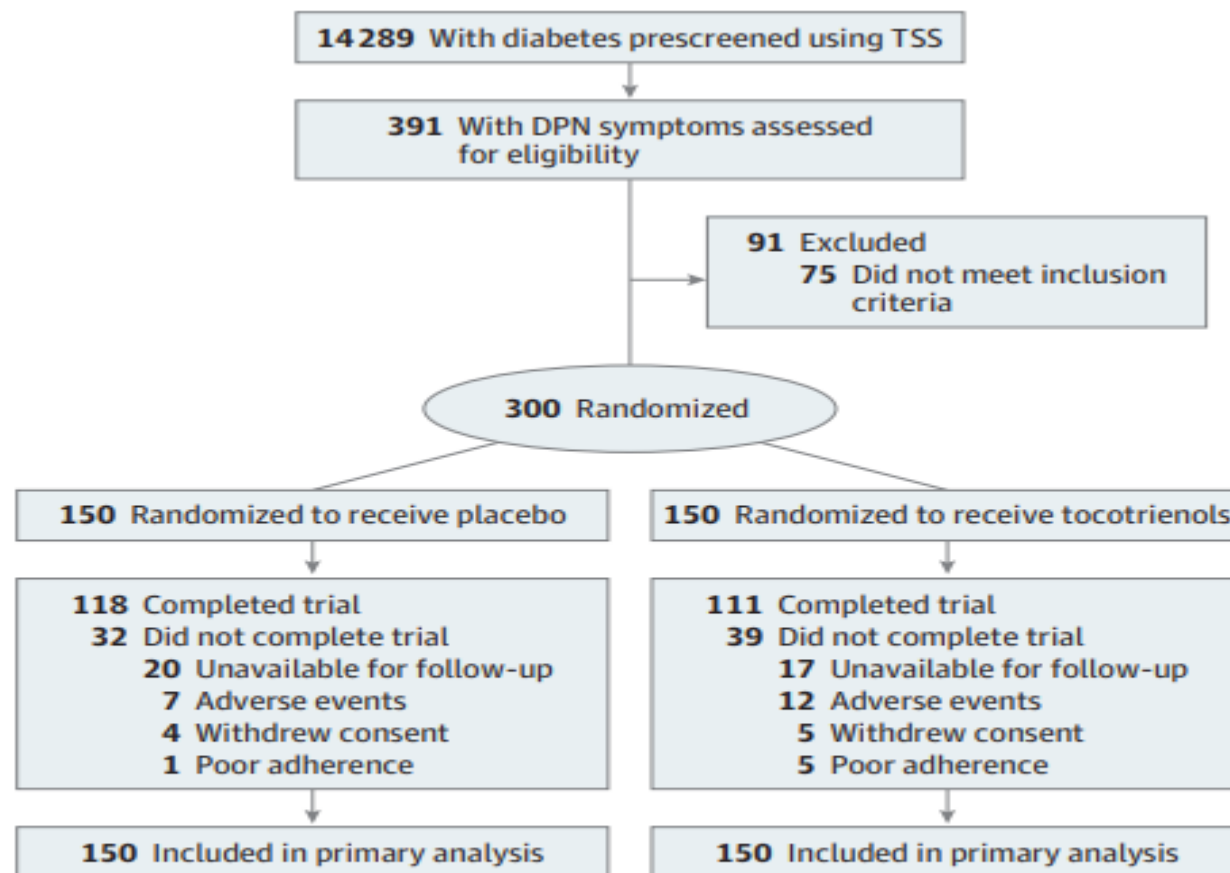 14 289 With diabetes prescreened using TSS
391 With DPN symptoms assessed
for eligibility
91 Excluded
75 Did not meet inclusion
criteria
300 Randomized
150 Randomized to receive placebo
118 Completed trial
32 Did not complete trial
20 Unavailable for follow-up
7 Adverse events
4 Withdrew consent
1 Poor adherence
150 Included in primary analysis
150 Randomized to receive tocotrienols
111 Completed trial
39 Did not complete trial
17 Unavailable for follow-up
12 Adverse events
5 Withdrew consent
5 Poor adherence
150 Included in primary analysis